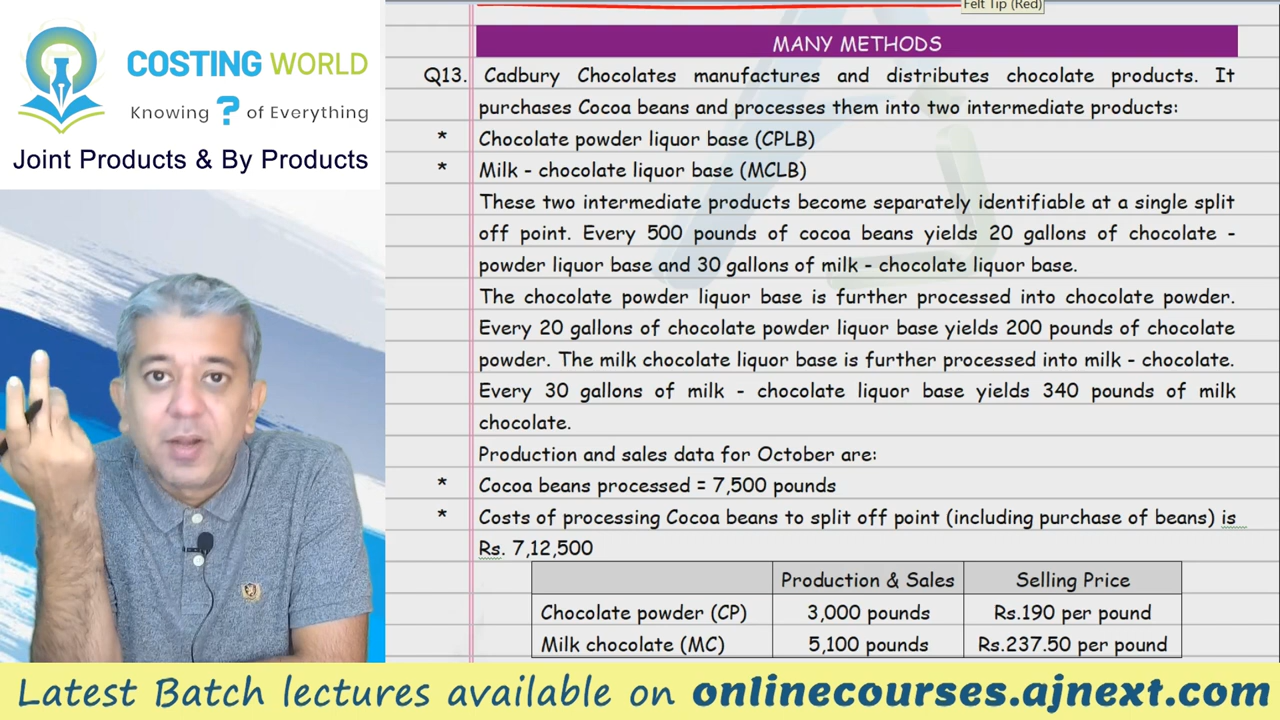 Felt Tip (Red)
COSTING WORLD
Knowing ? of Everything
Joint Products & By Products
MANY METHODS
Q13. Cadbury Chocolates manufactures and distributes chocolate products. It
purchases Cocoa beans and processes them into two intermediate products:
* Chocolate powder liquor base (CPLB)
* Milk - chocolate liquor base (MCLB)
These two intermediate products become separately identifiable at a single split
off point. Every 500 pounds of cocoa beans yields 20 gallons of chocolate -
powder liquor base and 30 gallons of milk - chocolate liquor base.
The chocolate powder liquor base is further processed into chocolate powder.
Every 20 gallons of chocolate powder liquor base yields 200 pounds of chocolate
powder. The milk chocolate liquor base is further processed into milk - chocolate.
Every 30 gallons of milk - chocolate liquor base yields 340 pounds of milk
chocolate.
Production and sales data for October are:
* Cocoa beans processed = 7,500 pounds
* Costs of processing Cocoa beans to split off point (including purchase of beans) is
Rs. 7,12,500
Production & Sales Selling Price
Chocolate powder (CP) 3,000 pounds Rs.190 per pound
Milk chocolate (MC) 5,100 pounds Rs.237.50 per pound
Latest Batch lectures available on onlinecourses.ajnext.com